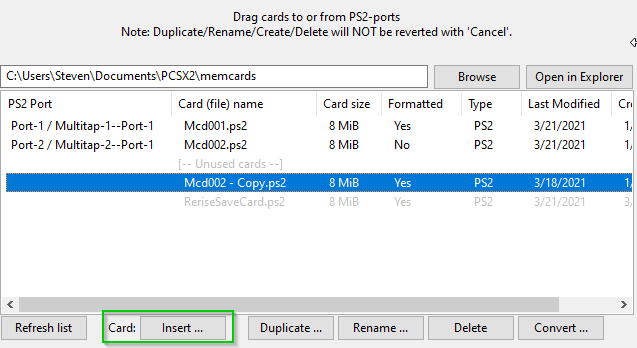 Drag cards to or from PS2-ports
Note: Duplicate/Rename/Create/Delete will NOT be reverted with 'Cancel'.
C:\Users\Steven\Documents\PCSX2\memcards Browse Open in Explorer
PS2 Port Card (file) name Card size Formatted Type Last Modified Cr
Port-1 / Multitap-1--Port-1 Mcd001.ps2 8 MiB Yes PS2 3/21/2021 1/
Port-2 / Multitap-2--Port-1 Mcd002.ps2 8 MiB No PS2 3/21/2021 1/
[-- Unused cards --]
Mcd002 - Copy.ps2 8 MiB Yes PS2 3/18/2021 1/
ReriseSaveCard.ps2 8 MiB Yes PS2 3/21/2021 3/
Refresh list Card: Insert ... Duplicate ... Rename ... Delete Convert ...